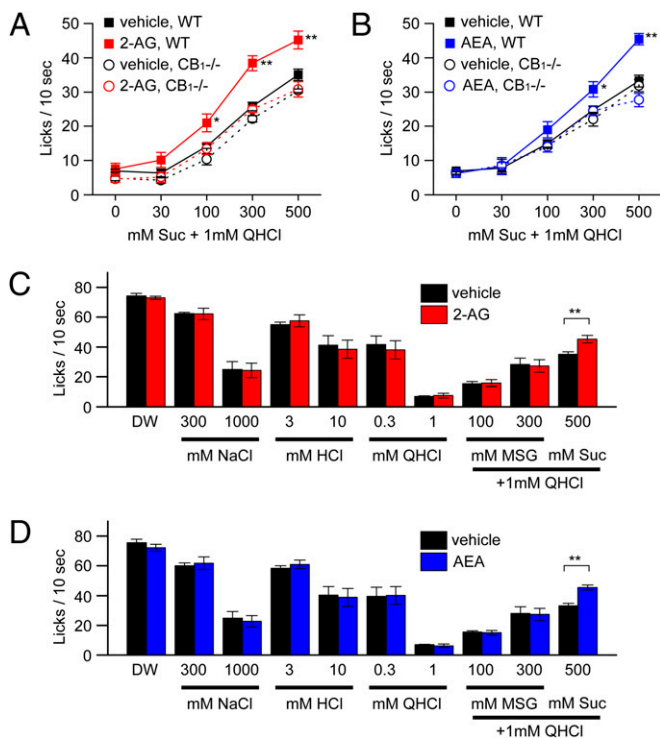 A
vehicle, WT
2-AG, WT
vehicle, CB1-/-
2-AG, CB1-/-
Licks / 10 sec
50
40
30
20
10
0
*
**
**
0 30 100 300 500
mM Suc + 1mM QHCl
B
vehicle, WT
AEA, WT
vehicle, CB1-/-
AEA, CB1-/-
Licks / 10 sec
50
40
30
20
10
0
*
**
0 30 100 300 500
mM Suc + 1mM QHCl
C
vehicle
2-AG
Licks / 10 sec
80
60
40
20
0
**
DW 300 1000 3 10 0.3 1 100 300 500
mM NaCl mM HCl mM QHCl mM MSG mM Suc
+1mM QHCl
D
vehicle
AEA
Licks / 10 sec
80
60
40
20
0
**
DW 300 1000 3 10 0.3 1 100 300 500
mM NaCl mM HCl mM QHCl mM MSG mM Suc
+1mM QHCl